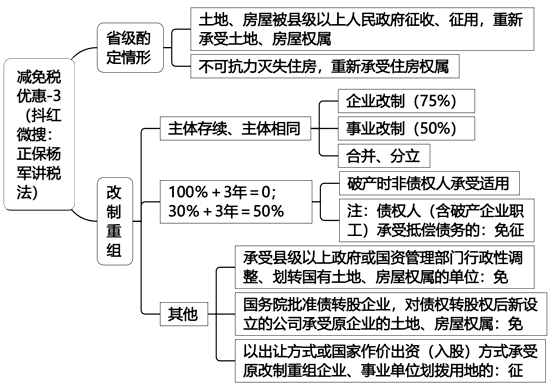 减免税
优惠-3
（抖红
微搜：
正保杨
军讲税
法）
省级酌
定情形
土地、房屋被县级以上人民政府征收、征用，重新
承受土地、房屋权属
不可抗力灭失住房，重新承受住房权属
改
制
重
组
主体存续、主体相同
企业改制（75%）
事业改制（50%）
合并、分立
100%＋3年＝0；
30%＋3年＝50%
破产时非债权人承受适用
注：债权人（含破产企业职
工）承受抵偿债务的：免征
其他
承受县级以上政府或国资管理部门行政性调
整、划转国有土地、房屋权属的单位：免
国务院批准债转股企业，对债权转股权后新设
立的公司承受原企业的土地、房屋权属：免
以出让方式或国家作价出资（入股）方式承受
原改制重组企业、事业单位划拨用地的：征